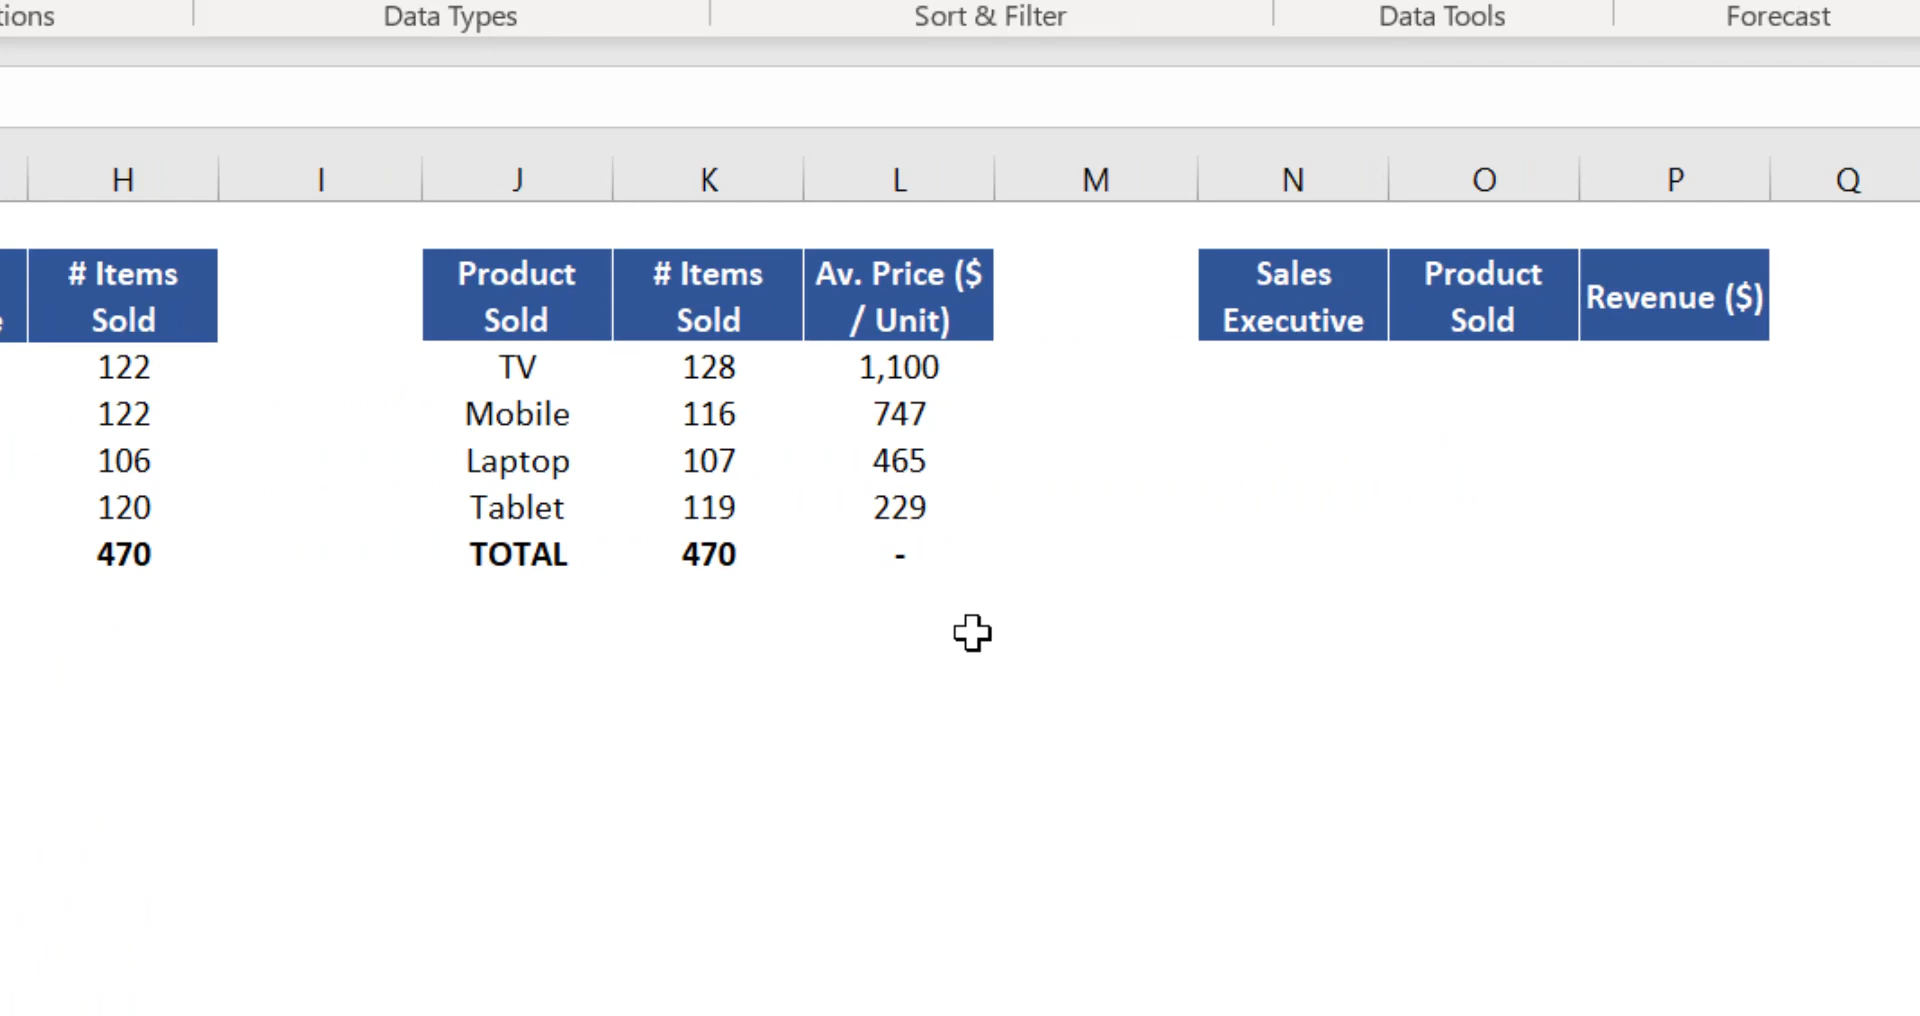 tions Data Types Sort & Filter Data Tools Forecast
H I J K L M N O P Q
# Items Product # Items Av. Price ($ Sales Product Revenue ($)
e Sold Sold Sold / Unit) Executive Sold
122 TV 128 1,100
122 Mobile 116 747
106 Laptop 107 465
120 Tablet 119 229
470 TOTAL 470 -